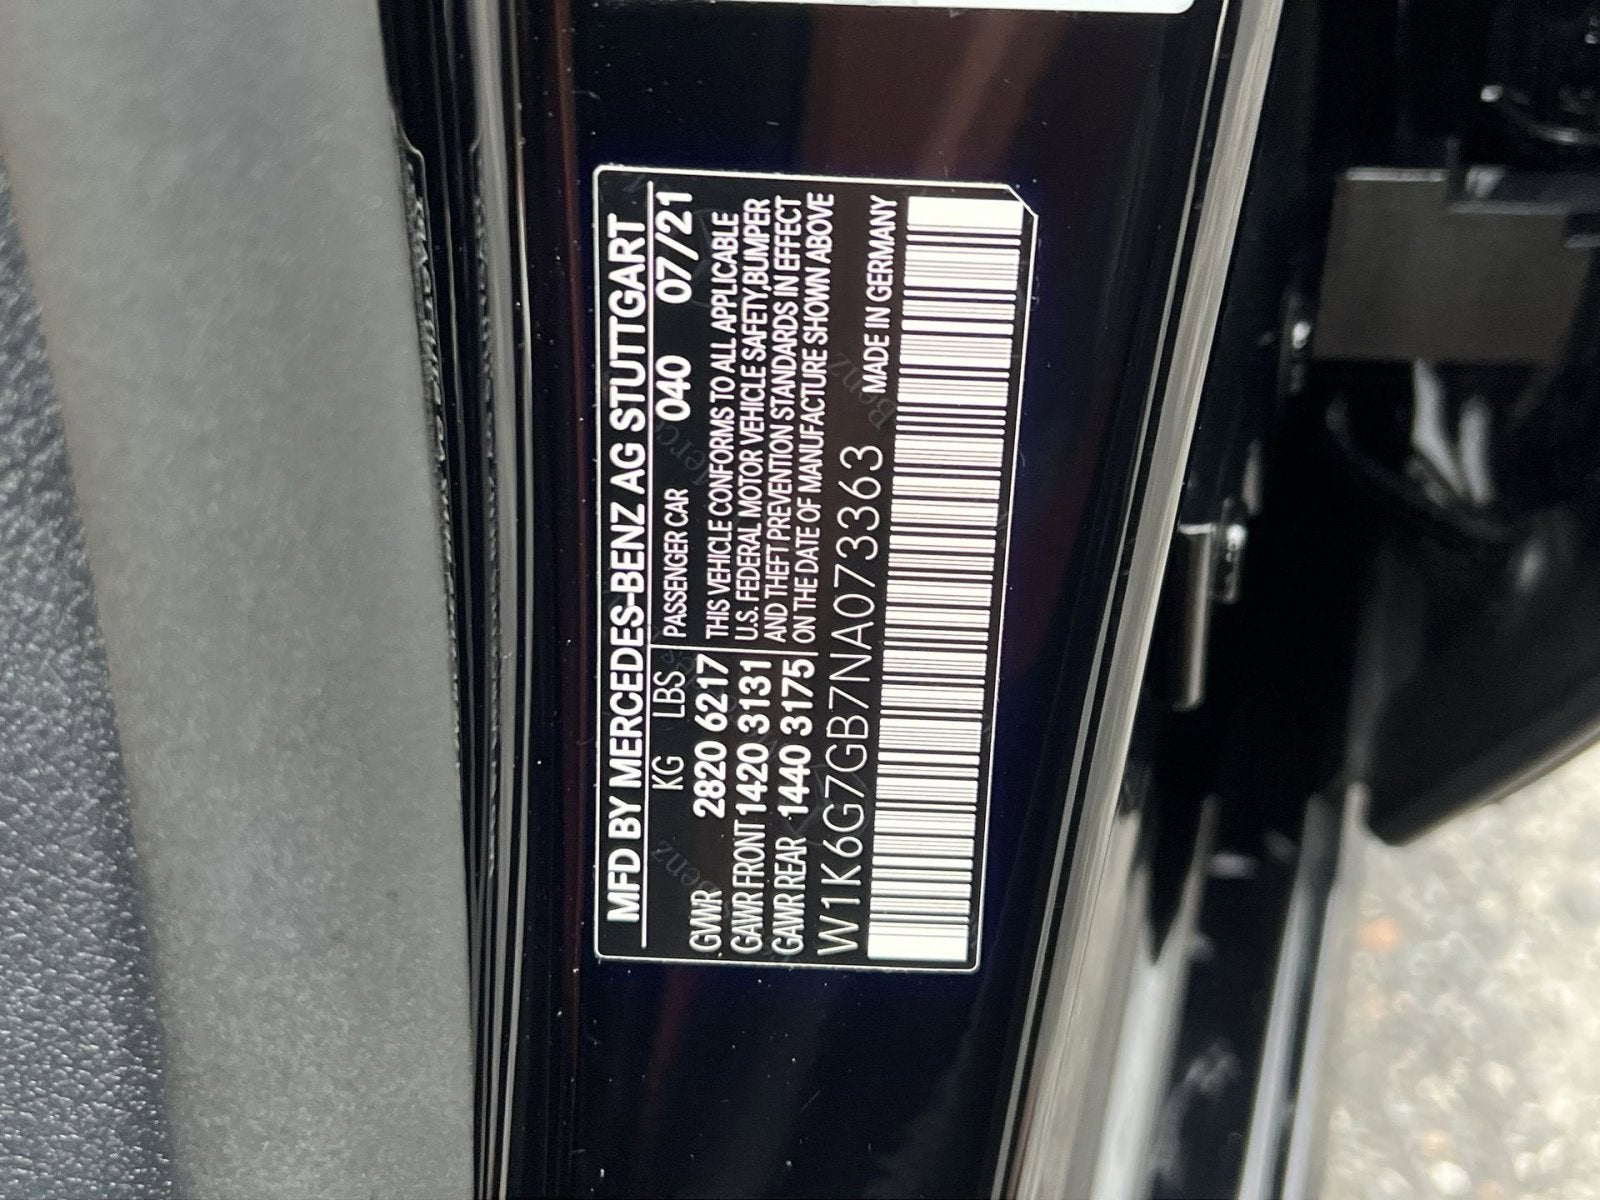 MFD BY MERCEDES-BENZ AG STUTTGART
KG LBS PASSENGER CAR 040 07/21
GVWR 2820 6217 THIS VEHICLE CONFORMS TO ALL APPLICABLE
GAWR FRONT 1420 3131 U.S. FEDERAL MOTOR VEHICLE SAFETY,BUMPER
GAWR REAR 1440 3175 AND THEFT PREVENTION STANDARDS IN EFFECT
ON THE DATE OF MANUFACTURE SHOWN ABOVE
W1K6G7GB7NA073363 MADE IN GERMANY